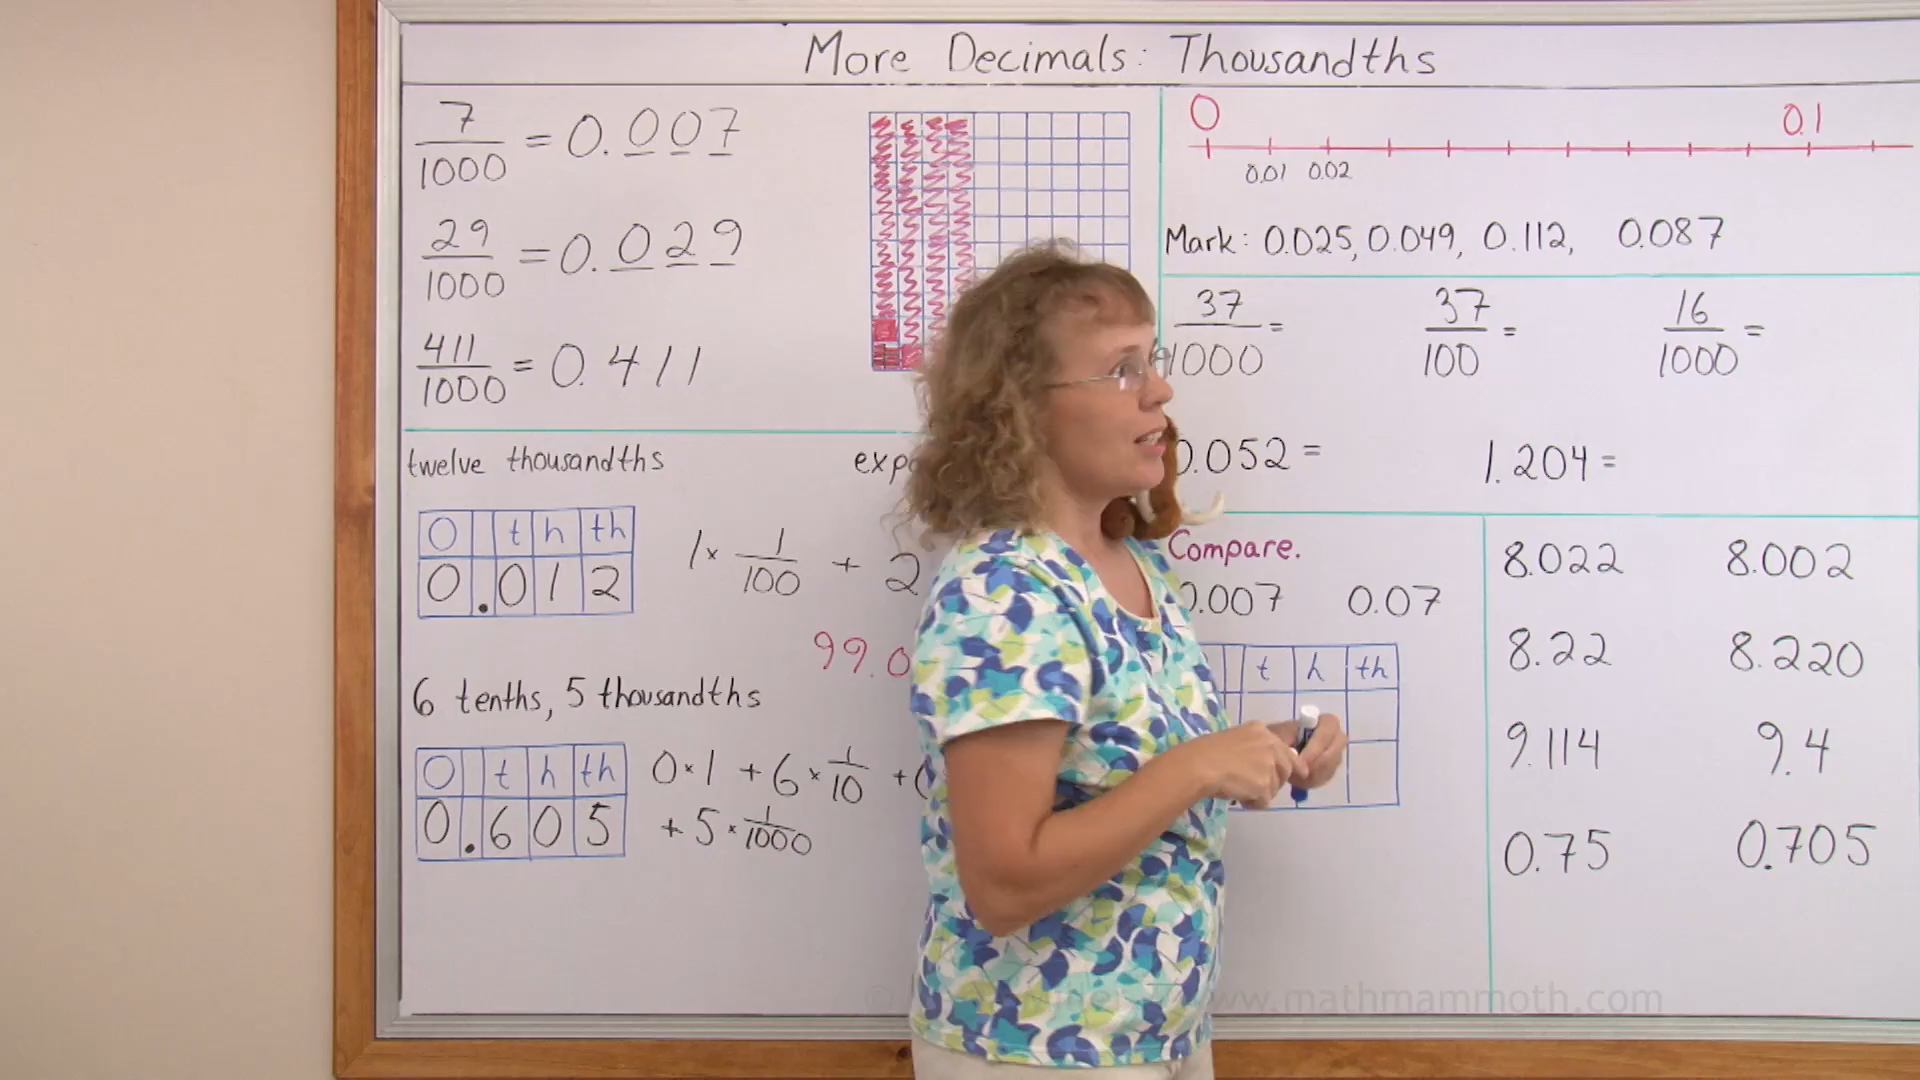 More Decimals: Thousandths
7/1000 = 0.007
29/1000 = 0.029
411/1000 = 0.411
twelve thousandths
O t h th
0.012
1 × 1/100 + 2
99.0
6 tenths, 5 thousandths
O t h th
0.605
0 × 1 + 6 × 1/10 +
+ 5 × 1/1000
0 0.1
0.01 0.02
Mark: 0.025, 0.049, 0.112, 0.087
37/1000 = 37/100 = 16/1000 =
0.052 = 1.204 =
Compare.
0.007 0.07
t h th
8.022 8.002
8.22 8.220
9.114 9.4
0.75 0.705
www.mathmammoth.com